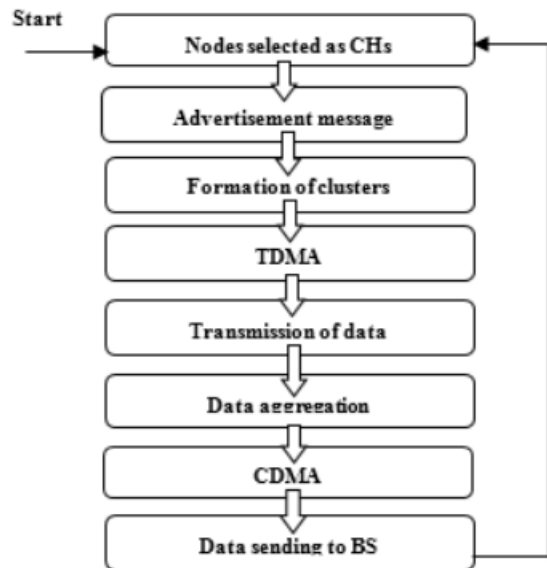 Start
Nodes selected as CHs
Advertisement message
Formation of clusters
TDMA
Transmission of data
Data aggregation
CDMA
Data sending to BS